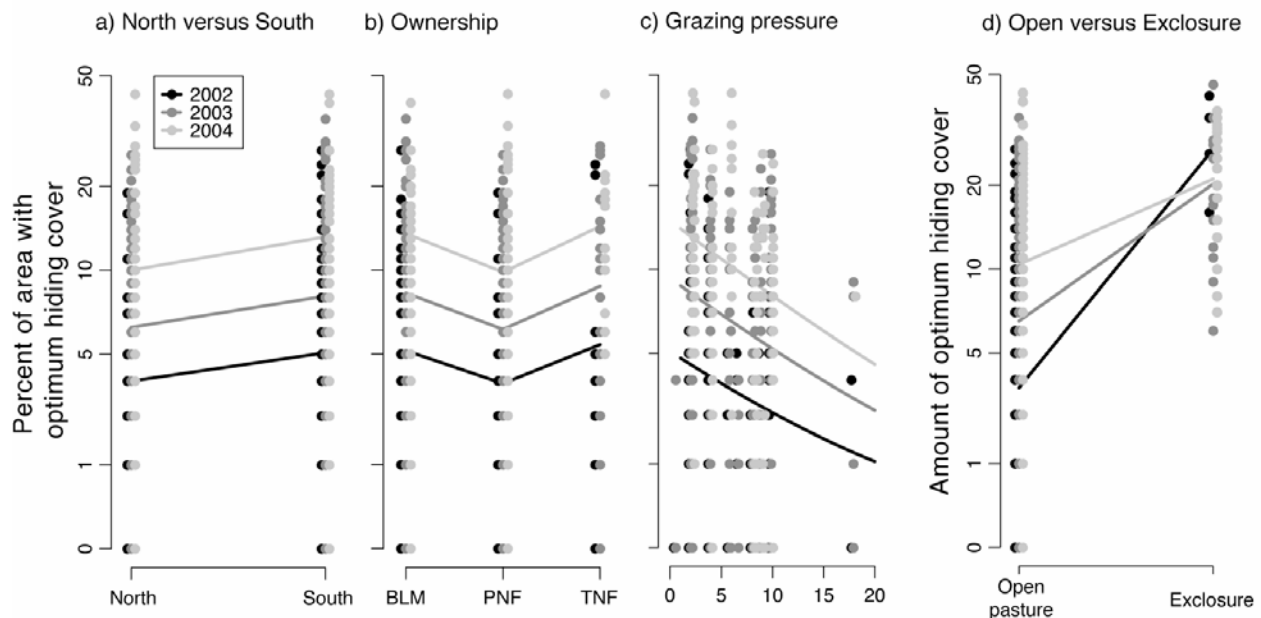 a) North versus South
b) Ownership
c) Grazing pressure
d) Open versus Exclosure
Percent of area with
optimum hiding cover
50
20
10
5
1
0
2002
2003
2004
North
South
BLM
PNF
TNF
0
5
10
15
20
Amount of optimum hiding cover
50
20
10
5
1
0
Open
pasture
Exclosure